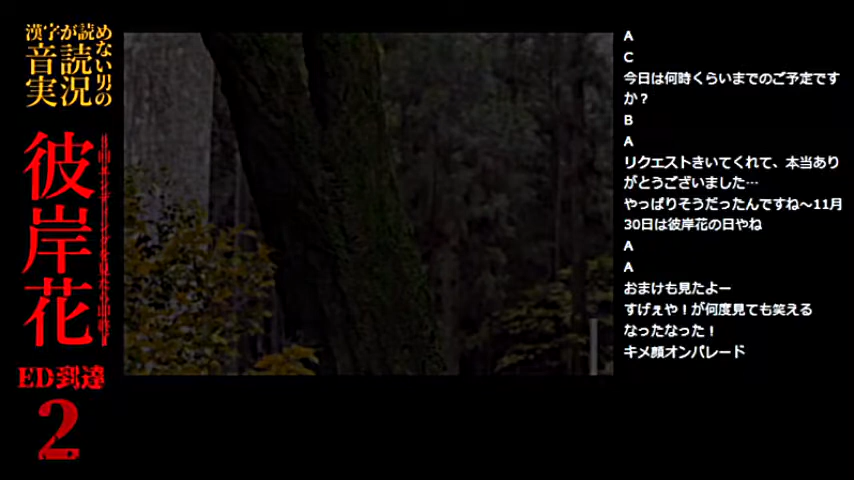 漢字が読めない男の
音読実況
彼岸花
ED到達
2
A
C
今日は何時くらいまでのご予定です
か？
B
A
リクエストきいてくれて、本当あり
がとうございました…
やっぱりそうだったんですね～11月
30日は彼岸花の日やね
A
A
おまけも見たよー
すげぇや！が何度見ても笑える
なったなった！
キメ顔オンパレード